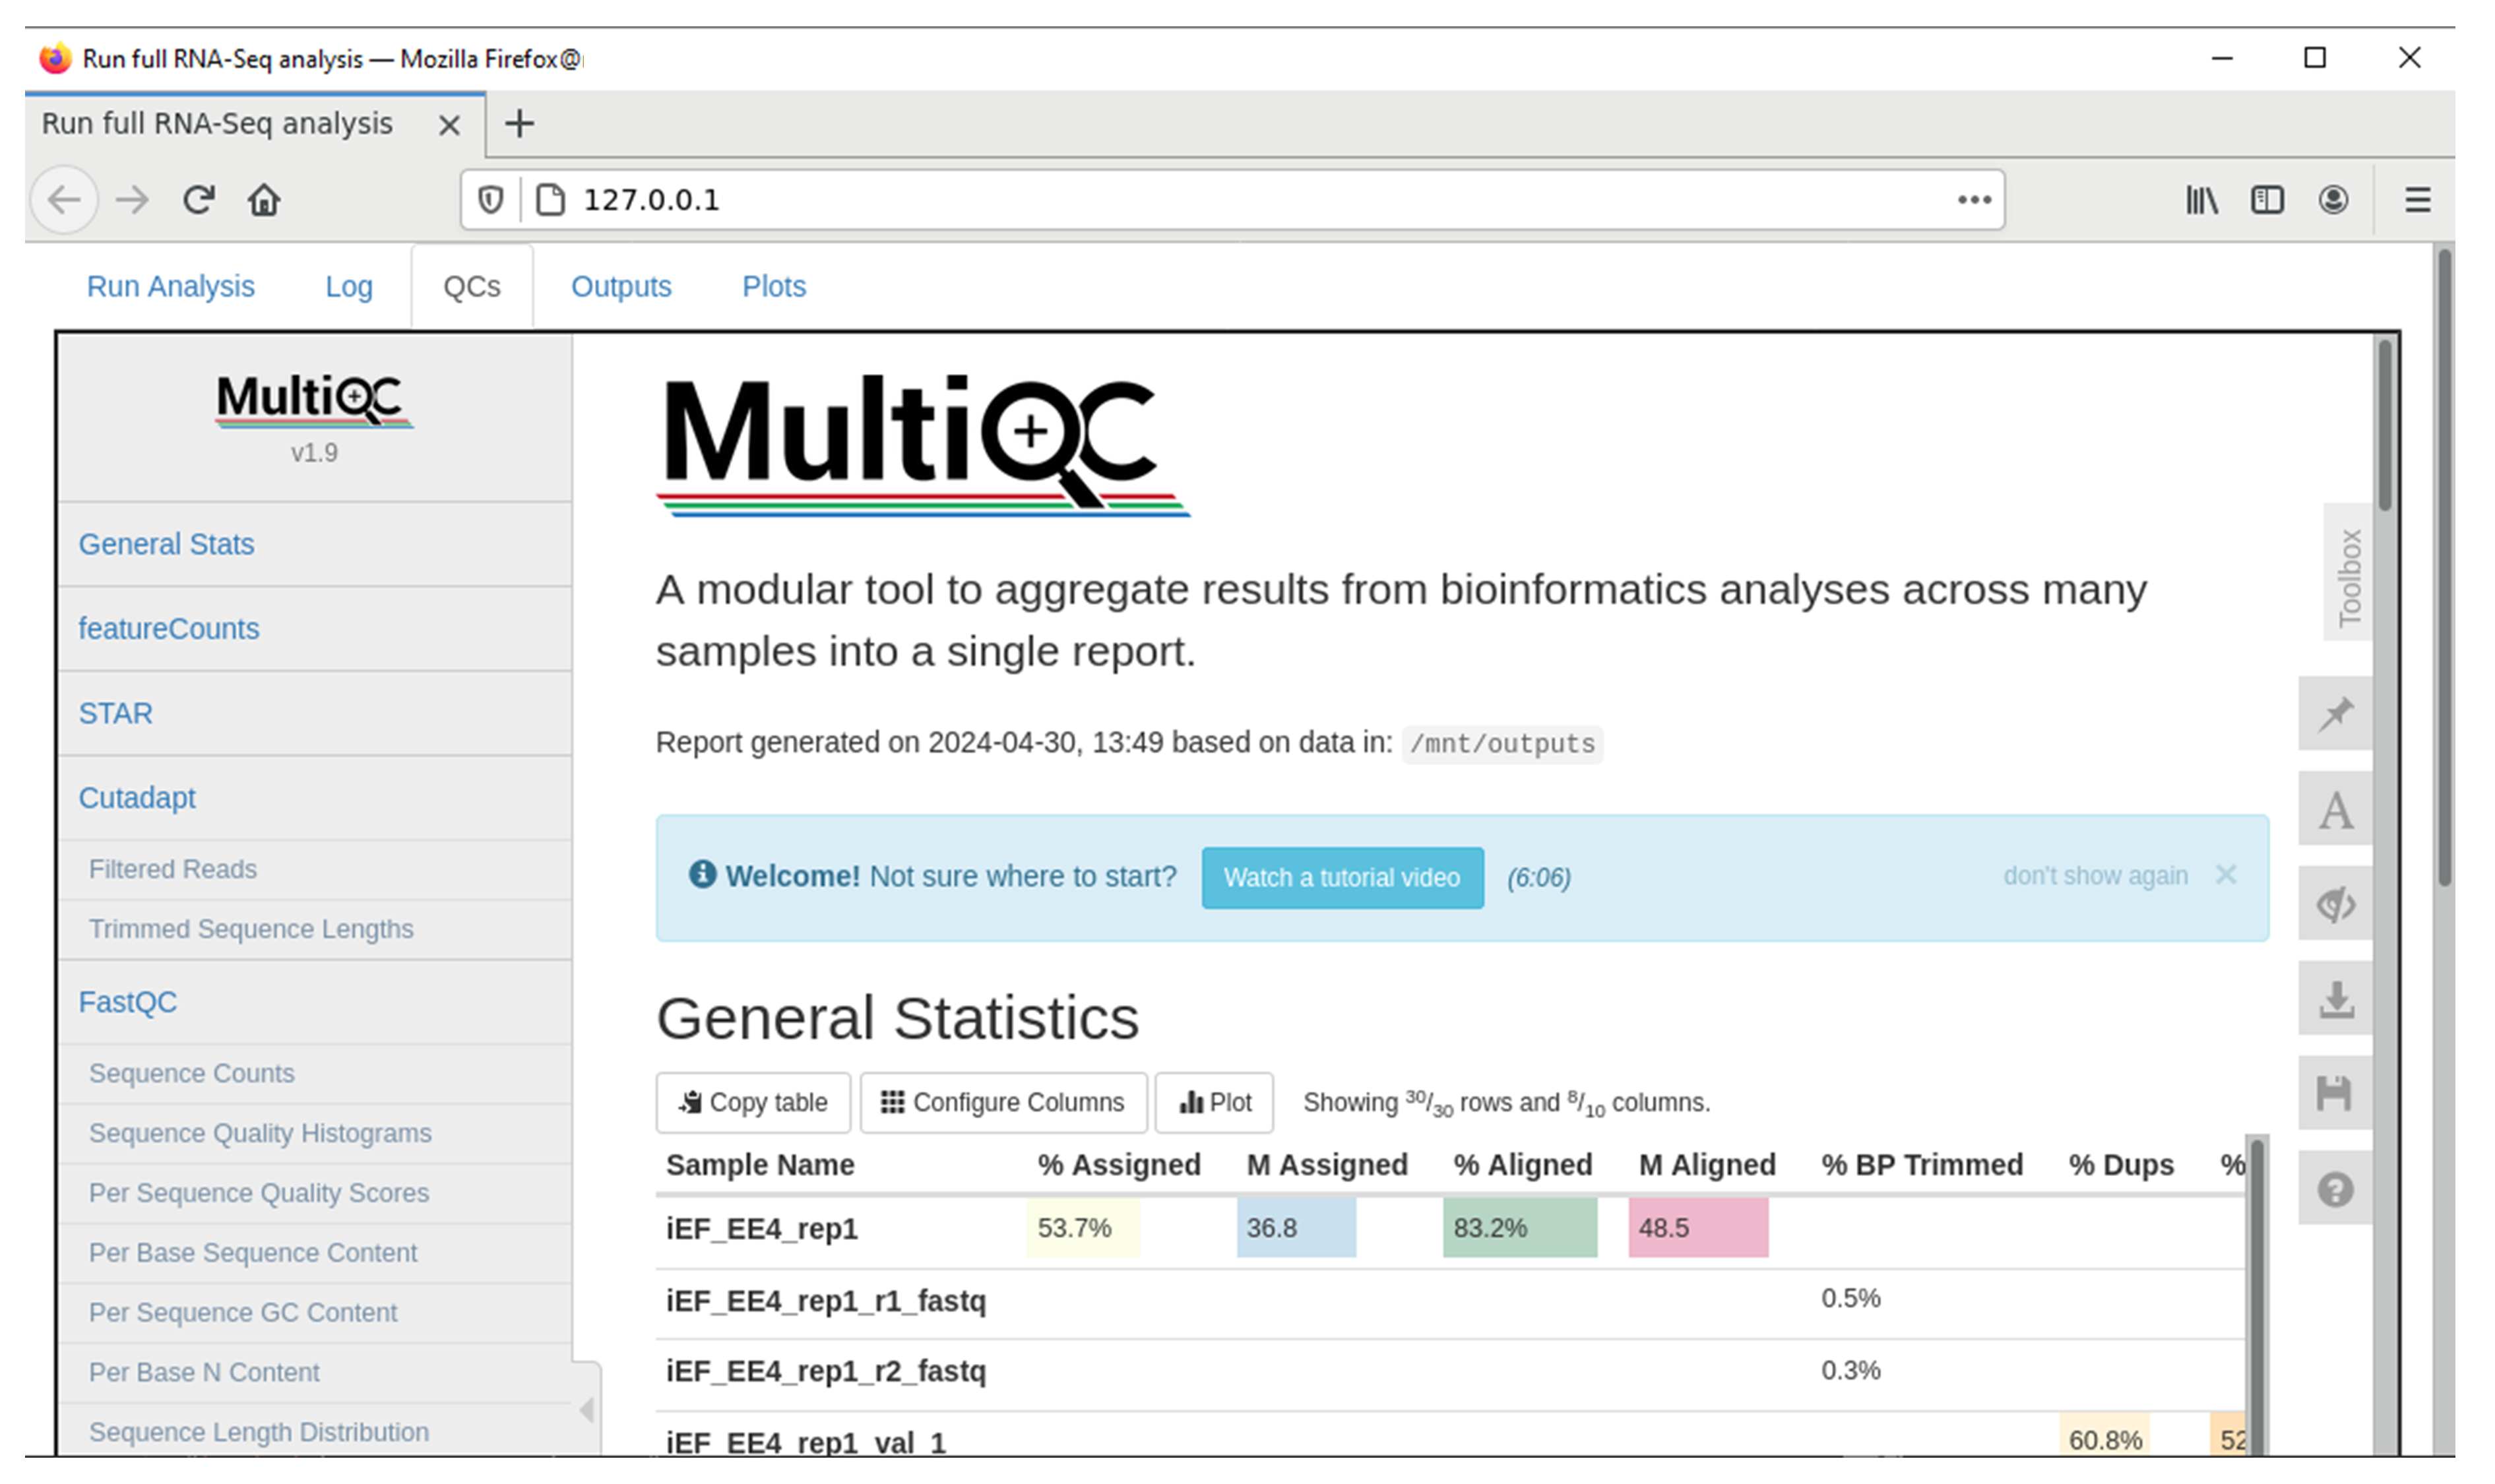 Run full RNA-Seq analysis — Mozilla Firefox@
Run full RNA-Seq analysis
127.0.0.1
Run Analysis Log QCs Outputs Plots
MultiQC
v1.9
General Stats
featureCounts
STAR
Cutadapt
Filtered Reads
Trimmed Sequence Lengths
FastQC
Sequence Counts
Sequence Quality Histograms
Per Sequence Quality Scores
Per Base Sequence Content
Per Sequence GC Content
Per Base N Content
Sequence Length Distribution
MultiQC
A modular tool to aggregate results from bioinformatics analyses across many
samples into a single report.
Report generated on 2024-04-30, 13:49 based on data in: /mnt/outputs
Welcome! Not sure where to start? Watch a tutorial video (6:06) don't show again
General Statistics
Copy table Configure Columns Plot Showing 30/30 rows and 8/10 columns.
Sample Name % Assigned M Assigned % Aligned M Aligned % BP Trimmed % Dups %
iEF_EE4_rep1 53.7% 36.8 83.2% 48.5
iEF_EE4_rep1_r1_fastq 0.5%
iEF_EE4_rep1_r2_fastq 0.3%
iEF_EE4_rep1_val_1 60.8% 52
Toolbox
A